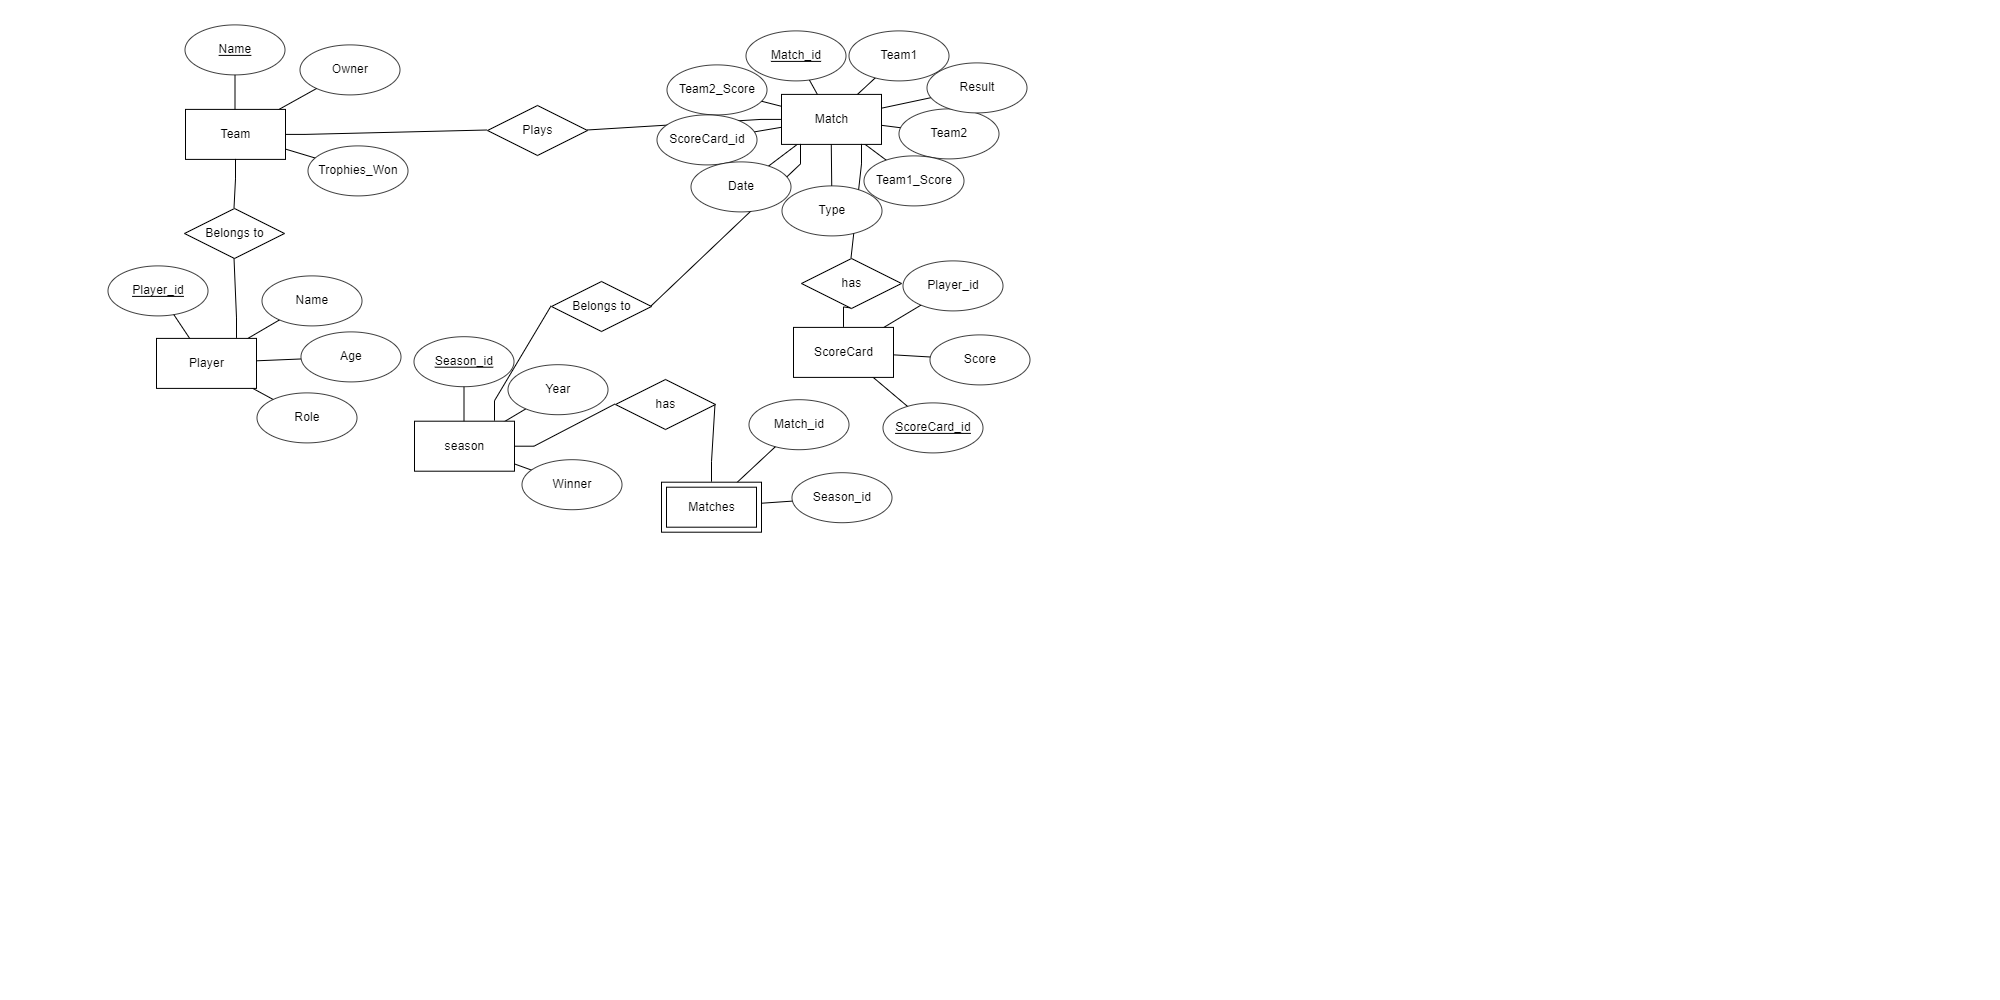 Name
Owner
Team
Trophies_Won
Plays
Match_id
Team1
Team2_Score
Result
Match
ScoreCard_id
Team2
Date
Team1_Score
Type
Belongs to
Player_id
Name
Player
Age
Role
Belongs to
has
Player_id
ScoreCard
Score
ScoreCard_id
Season_id
Year
has
season
Winner
Match_id
Matches
Season_id